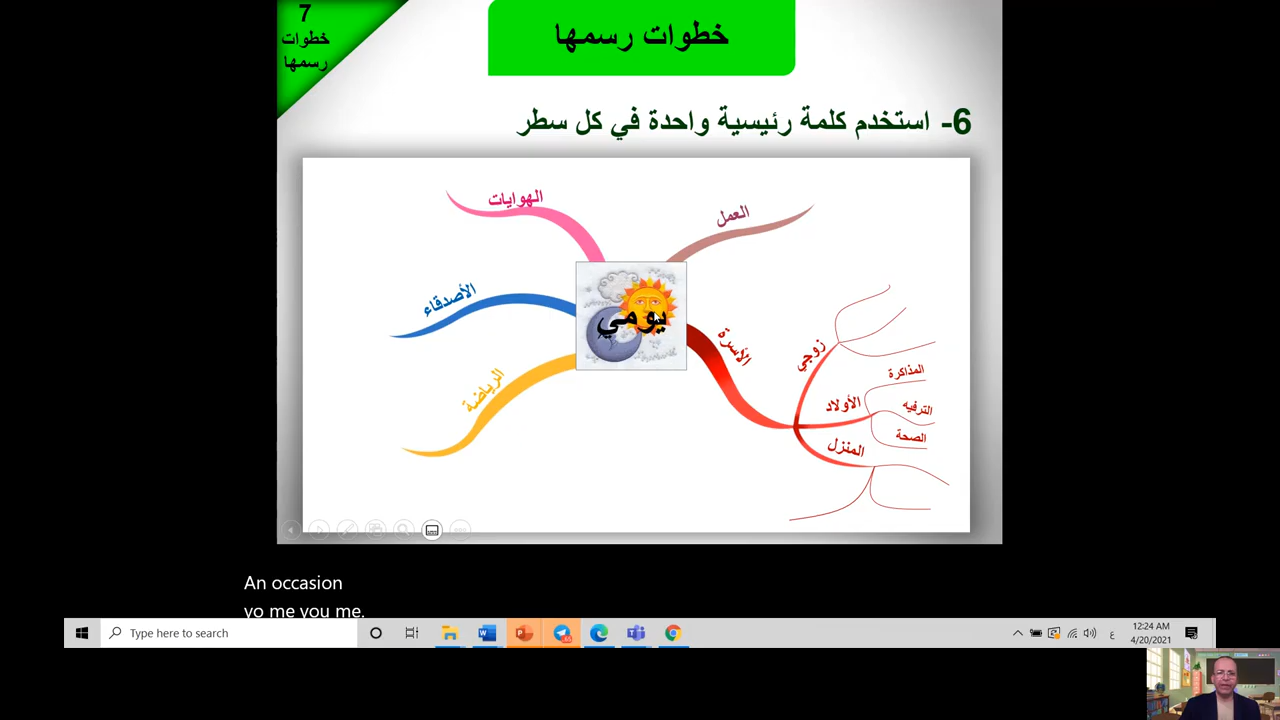 7
خطوات
رسمها
خطوات رسمها
6- استخدم كلمة رئيسية واحدة في كل سطر
الهوايات
العمل
الأصدقاء
يومي
الأسرة
الرياضة
زوجي
المذاكرة
الأولاد
الترفيه
الصحة
المنزل
An occasion
yo me you me.
Type here to search
ع
12:24 AM
4/20/2021